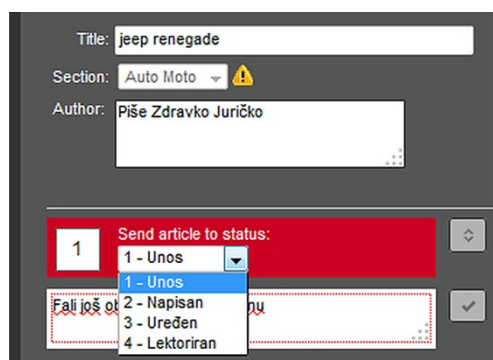 Title: jeep renegade
Section: Auto Moto
Author: Piše Zdravko Juričko
1 Send article to status:
1 - Unos
1 - Unos
2 - Napisan
3 - Uređen
4 - Lektoriran
Fali još